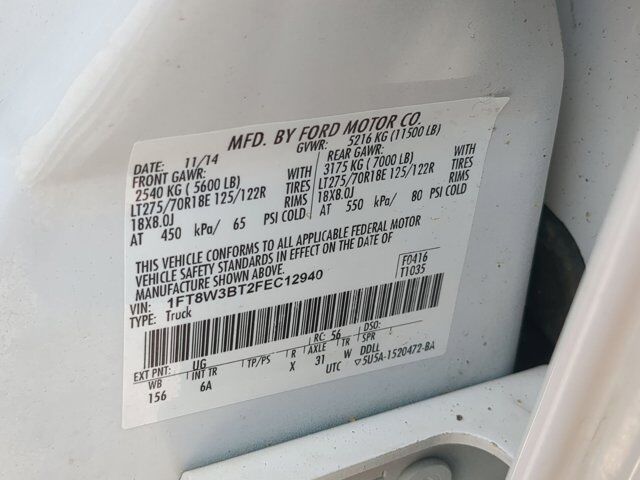 MFD. BY FORD MOTOR CO.
DATE: 11/14 GVWR: 5216 KG (11500 LB)
FRONT GAWR: WITH REAR GAWR: WITH
2540 KG ( 5600 LB) TIRES 3175 KG ( 7000 LB) TIRES
LT275/70R18E 125/122R RIMS LT275/70R18E 125/122R RIMS
18X8.0J 18X8.0J
AT 450 kPa/ 65 PSI COLD AT 550 kPa/ 80 PSI COLD
THIS VEHICLE CONFORMS TO ALL APPLICABLE FEDERAL MOTOR
VEHICLE SAFETY STANDARDS IN EFFECT ON THE DATE OF
MANUFACTURE SHOWN ABOVE.
VIN: 1FT8W3BT2FEC12940 F0416
TYPE: Truck T1035
EXT PNT: UG RC: 56 DSO:
WB INT TR TP/PS R AXLE TR SPR
156 6A X 31 W DDLL
UTC ▽5U5A-1520472-BA